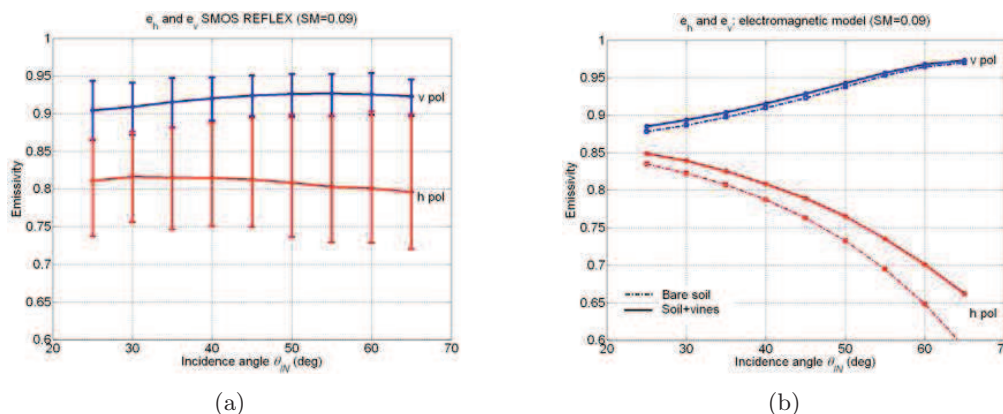 e_h and e_v SMOS REFLEX (SM=0.09)
1
0.95
0.9
0.85
0.8
0.75
0.7
0.65
0.6
Emissivity
v pol
h pol
20
30
40
50
60
70
Incidence angle θ_IN (deg)
(a)
e_h and e_v: electromagnetic model (SM=0.09)
1
0.95
0.9
0.85
0.8
0.75
0.7
0.65
0.6
Emissivity
v pol
h pol
Bare soil
Soil+vines
20
30
40
50
60
70
Incidence angle θ_IN (deg)
(b)